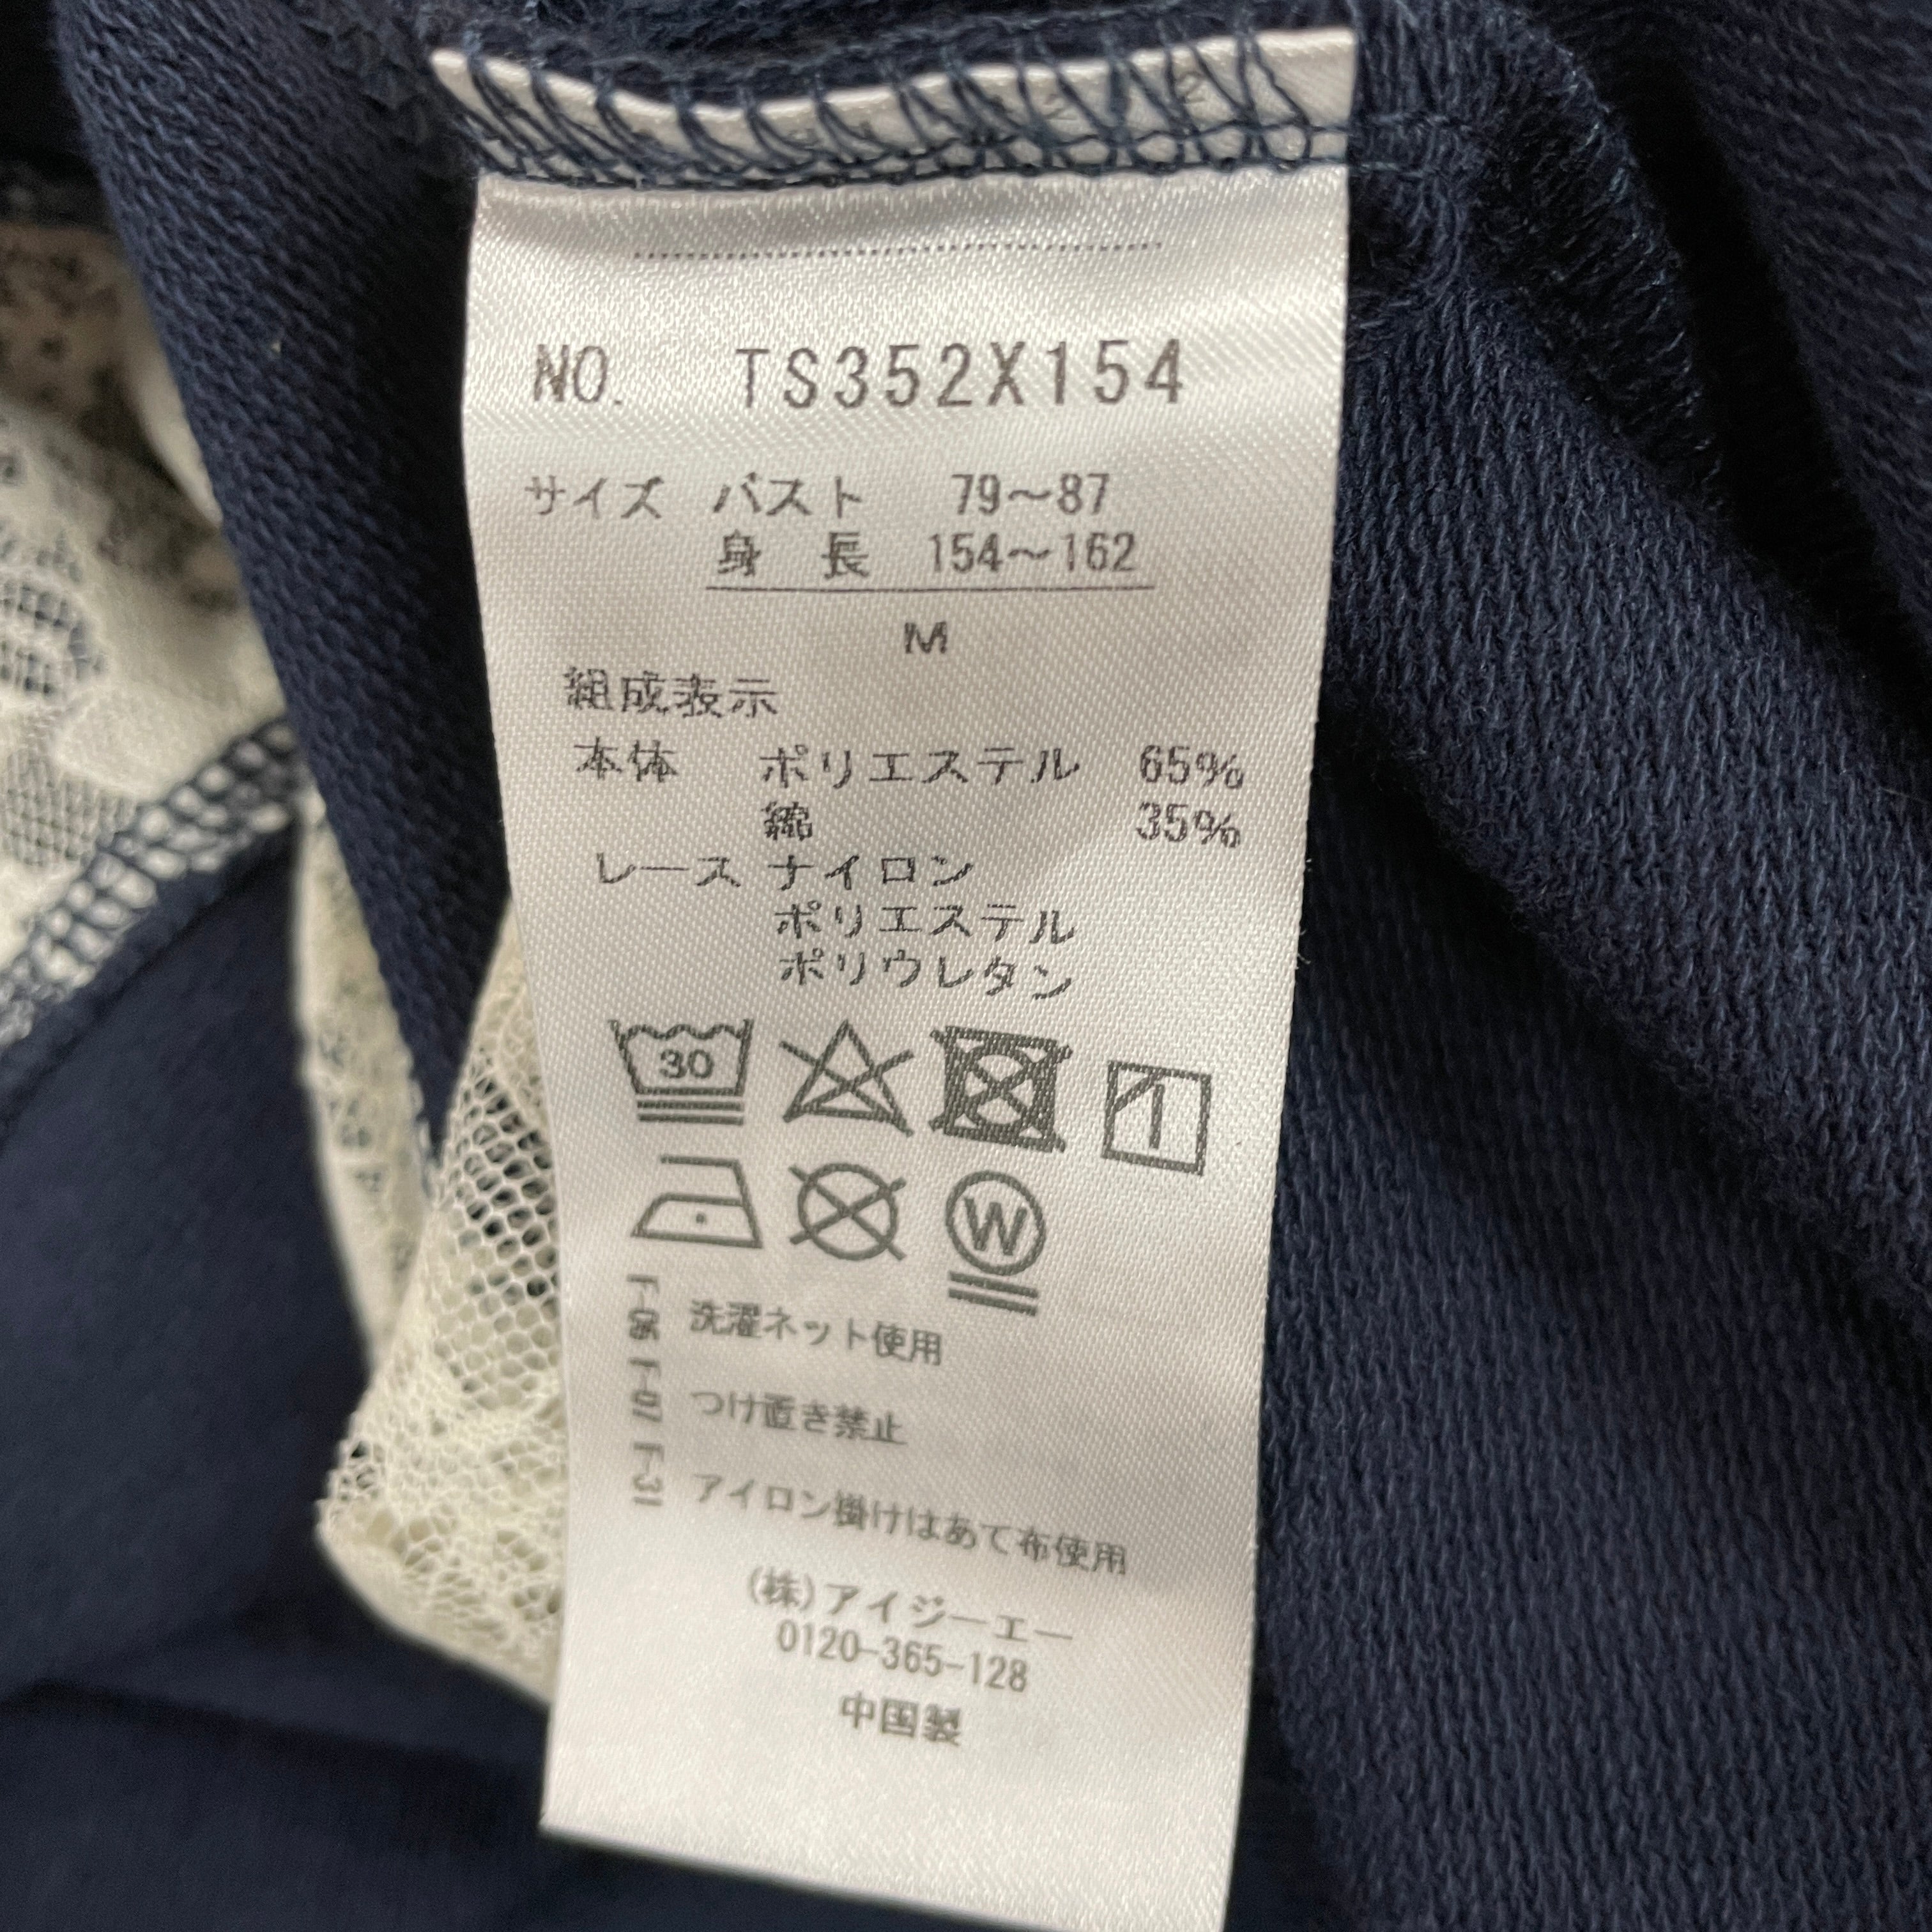 NO. TS352X154
サイズ バスト 79～87
身 長 154～162
M
組成表示
本体 ポリエステル 65%
綿 35%
レース ナイロン
ポリエステル
ポリウレタン
30
W
T-06 洗濯ネット使用
T-07 つけ置き禁止
T-31 アイロン掛けはあて布使用
(株)アイジーエー
0120-365-128
中国製